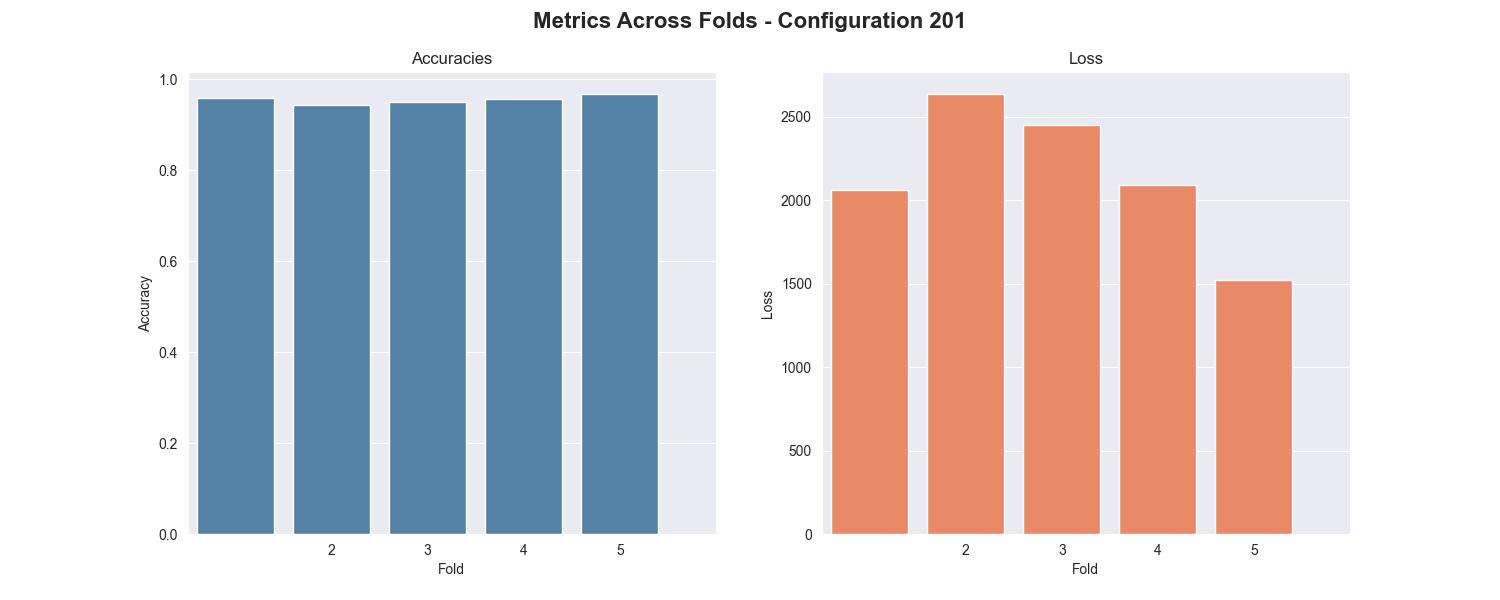 Metrics Across Folds - Configuration 201
Accuracies
1.0
0.8
0.6
0.4
0.2
0.0
Accuracy
2 3 4 5
Fold
Loss
2500
2000
1500
1000
500
0
Loss
2 3 4 5
Fold